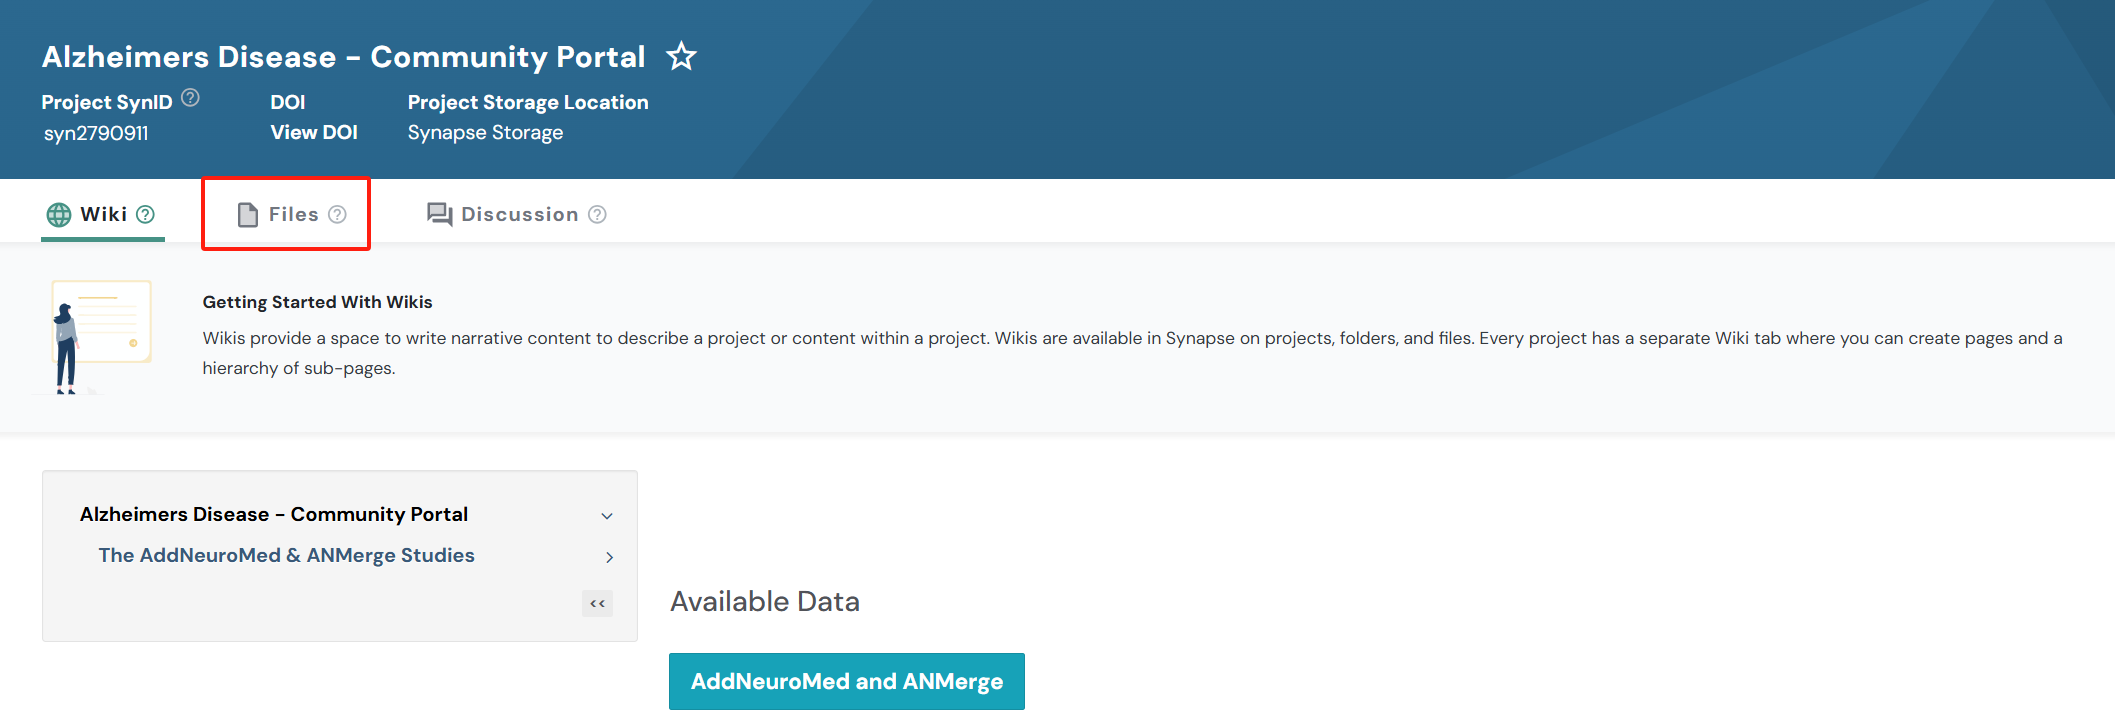 Alzheimers Disease - Community Portal
Project SynID
DOI
Project Storage Location
syn2790911
View DOI
Synapse Storage
Wiki
Files
Discussion
Getting Started With Wikis
Wikis provide a space to write narrative content to describe a project or content within a project. Wikis are available in Synapse on projects, folders, and files. Every project has a separate Wiki tab where you can create pages and a
hierarchy of sub-pages.
Alzheimers Disease - Community Portal
The AddNeuroMed & ANMerge Studies
<<
Available Data
AddNeuroMed and ANMerge